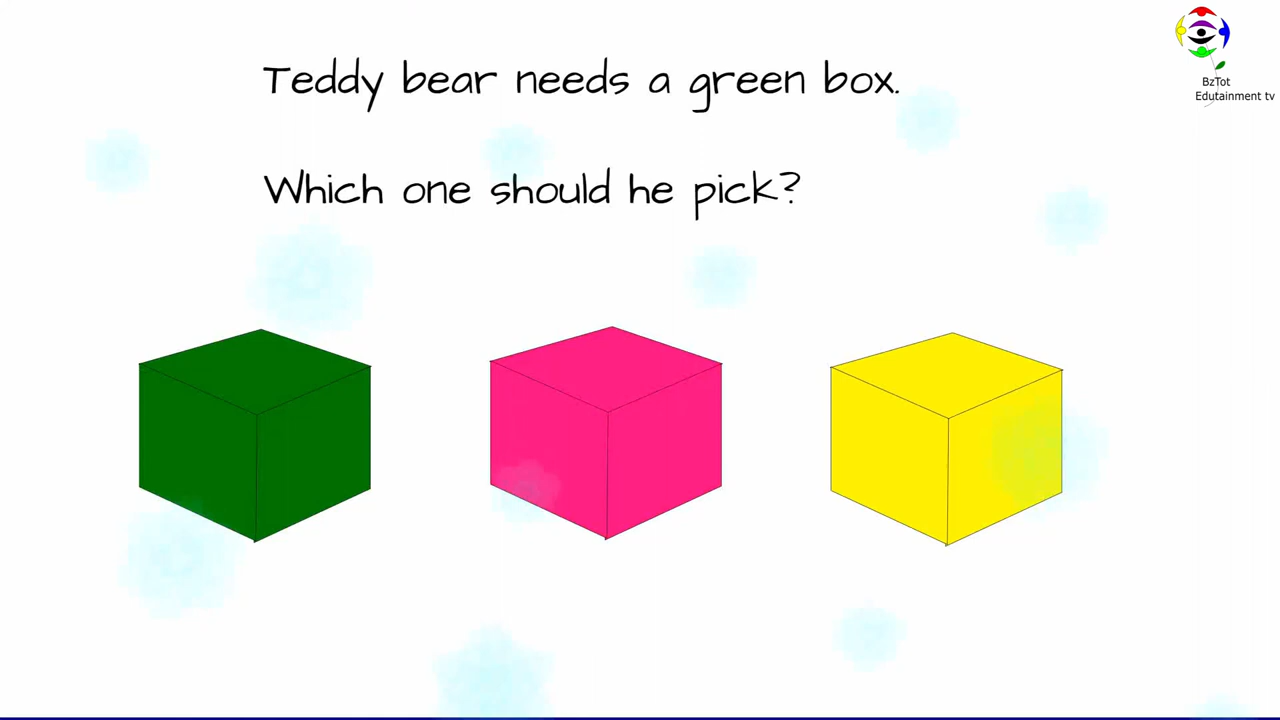 Teddy bear needs a green box.
Which one should he pick?
BzTot
Edutainment tv